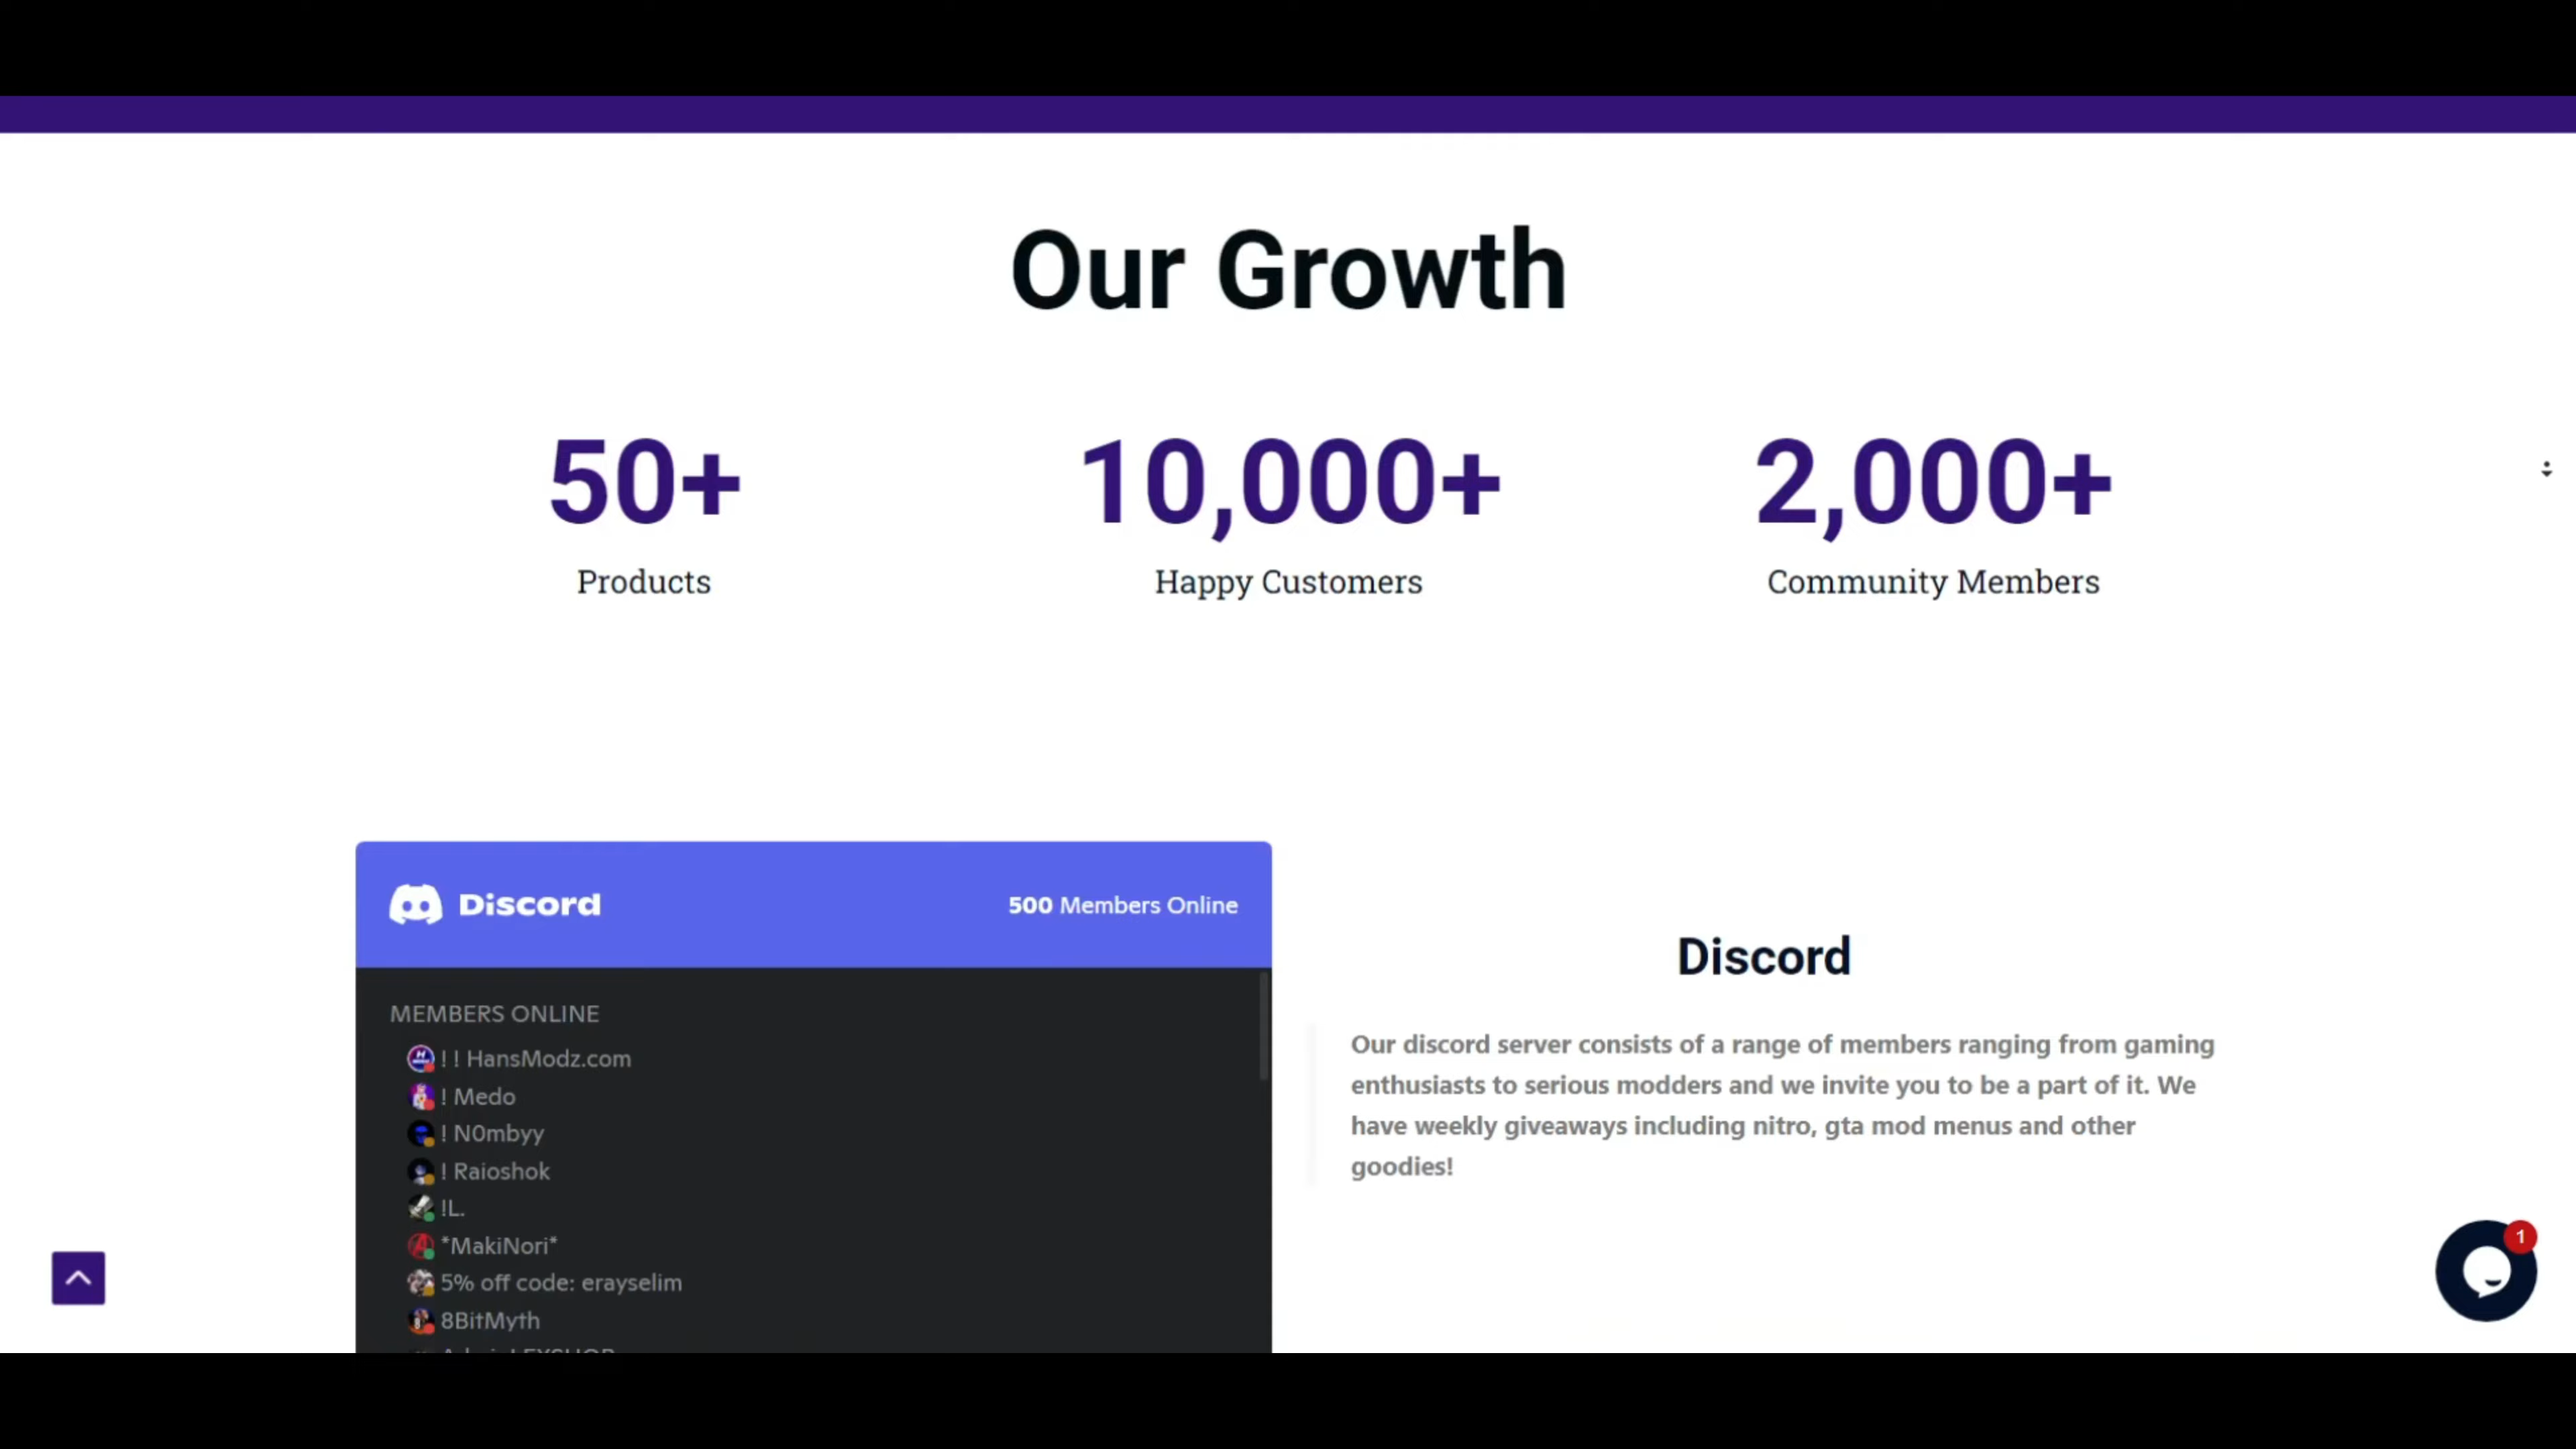 Our Growth
50+
10,000+
2,000+
Products
Happy Customers
Community Members
Discord
500 Members Online
MEMBERS ONLINE
! ! HansModz.com
! Medo
! N0mbyy
! Raioshok
!L.
*MakiNori*
5% off code: erayselim
8BitMyth
Discord
Our discord server consists of a range of members ranging from gaming
enthusiasts to serious modders and we invite you to be a part of it. We
have weekly giveaways including nitro, gta mod menus and other
goodies!
1